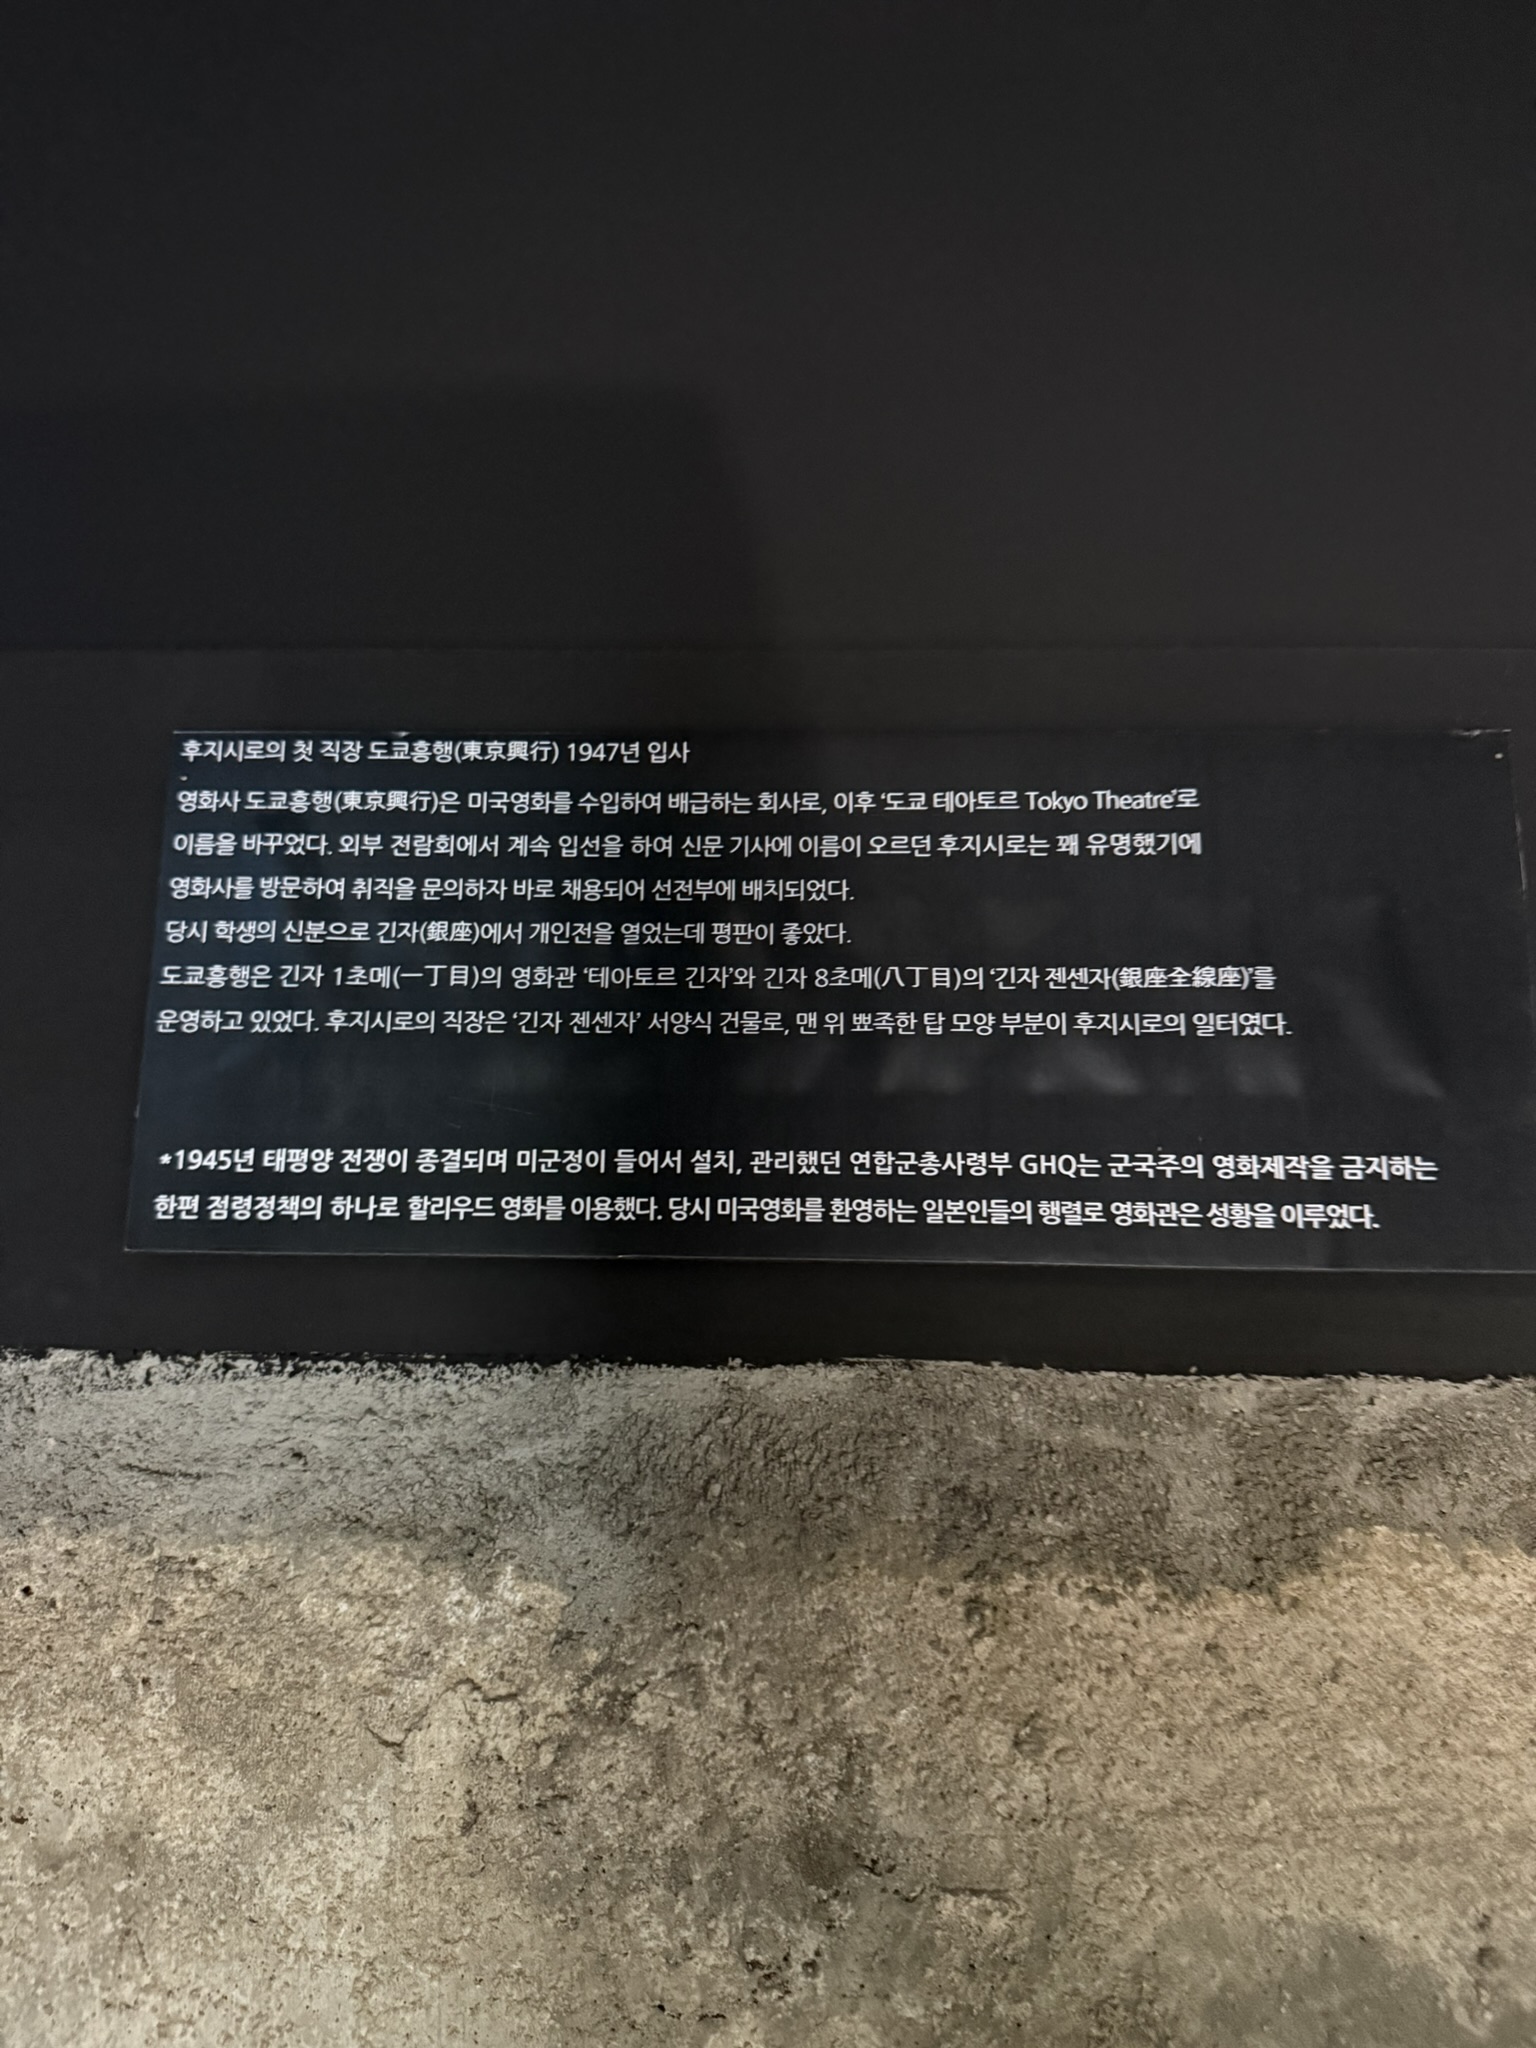 후지시로의 첫 직장 도쿄흥행(東京興行) 1947년 입사
영화사 도쿄흥행(東京興行)은 미국영화를 수입하여 배급하는 회사로, 이후 ‘도쿄 테아토르 Tokyo Theatre’로
이름을 바꾸었다. 외부 전람회에서 계속 입선을 하여 신문 기사에 이름이 오르던 후지시로는 꽤 유명했기에
영화사를 방문하여 취직을 문의하자 바로 채용되어 선전부에 배치되었다.
당시 학생의 신분으로 긴자(銀座)에서 개인전을 열었는데 평판이 좋았다.
도쿄흥행은 긴자 1초메(一丁目)의 영화관 ‘테아토르 긴자’와 긴자 8초메(八丁目)의 ‘긴자 젠센자(銀座全線座)’를
운영하고 있었다. 후지시로의 직장은 ‘긴자 젠센자’ 서양식 건물로, 맨 위 뾰족한 탑 모양 부분이 후지시로의 일터였다.
*1945년 태평양 전쟁이 종결되며 미군정이 들어서 설치, 관리했던 연합군총사령부 GHQ는 군국주의 영화제작을 금지하는
한편 점령정책의 하나로 할리우드 영화를 이용했다. 당시 미국영화를 환영하는 일본인들의 행렬로 영화관은 성황을 이루었다.